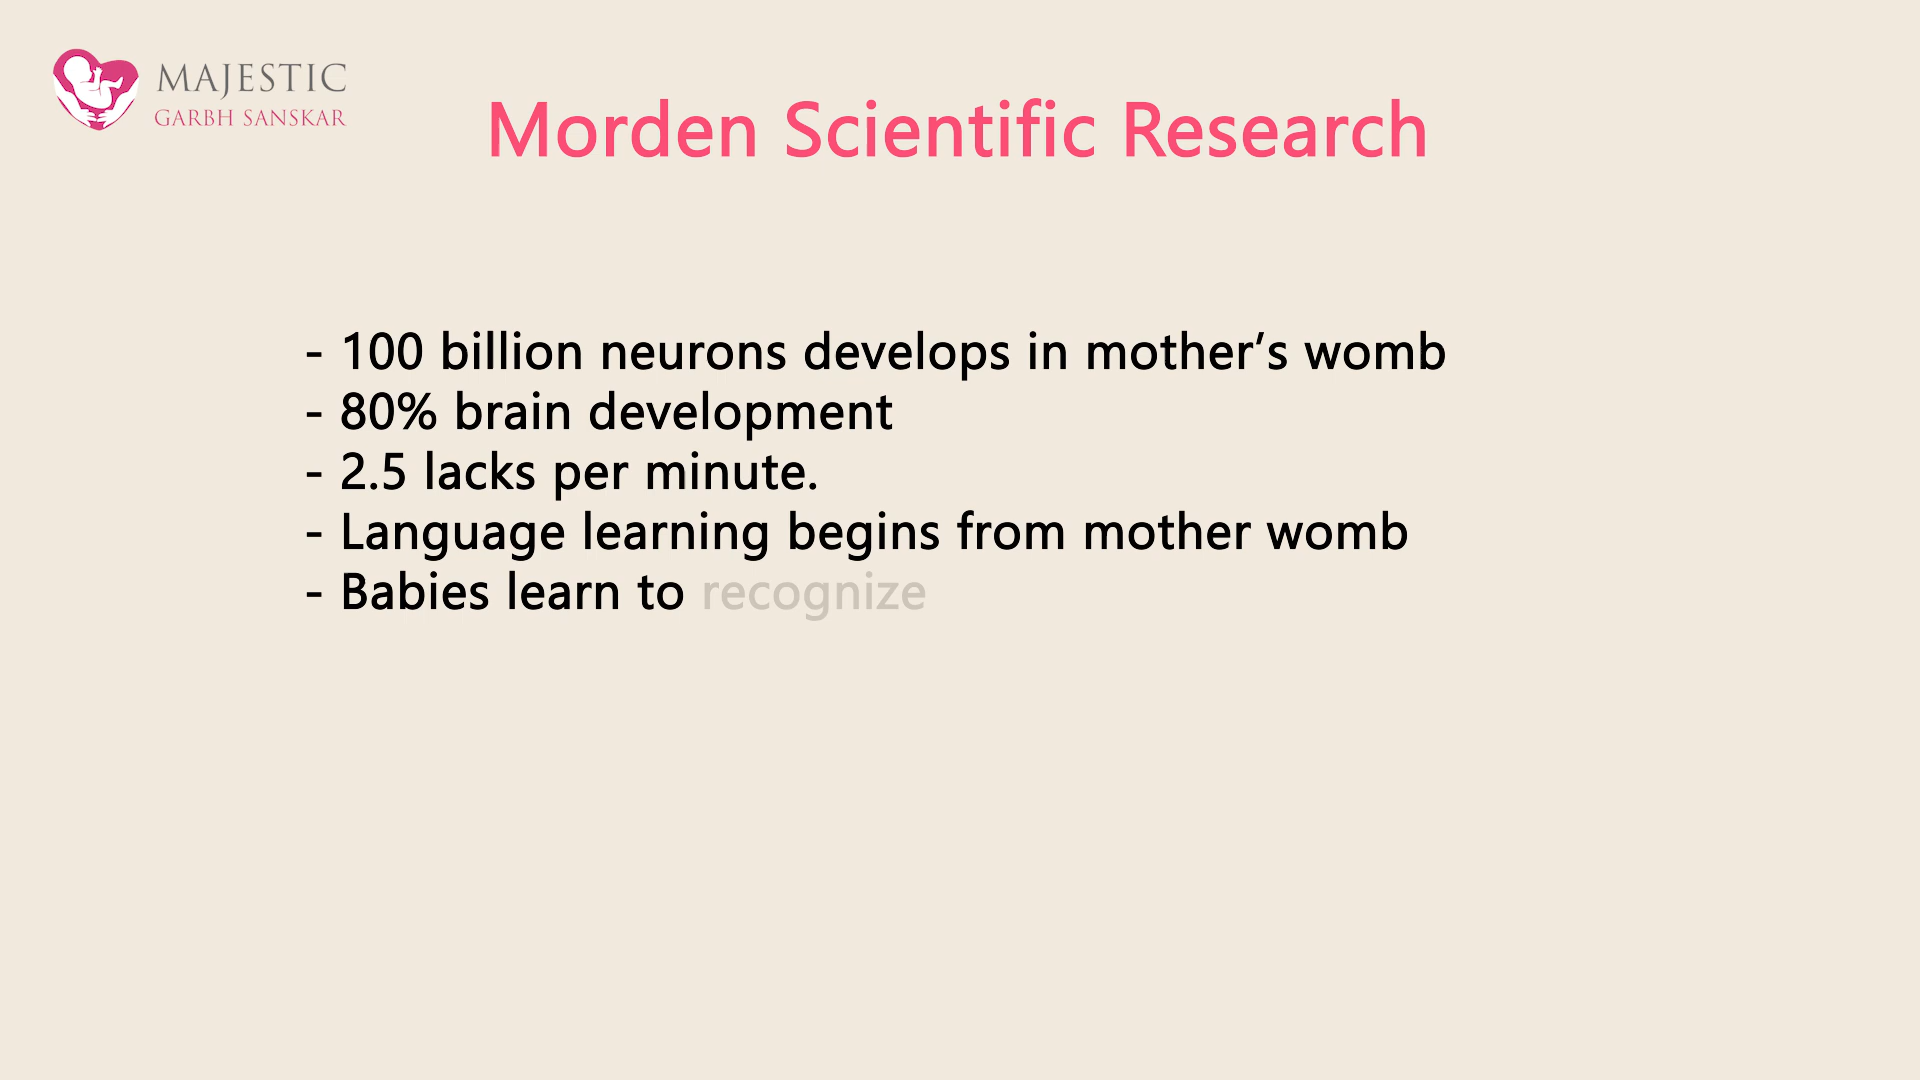 MAJESTIC
GARBH SANSKAR
Morden Scientific Research
- 100 billion neurons develops in mother’s womb
- 80% brain development
- 2.5 lacks per minute.
- Language learning begins from mother womb
- Babies learn to recognize